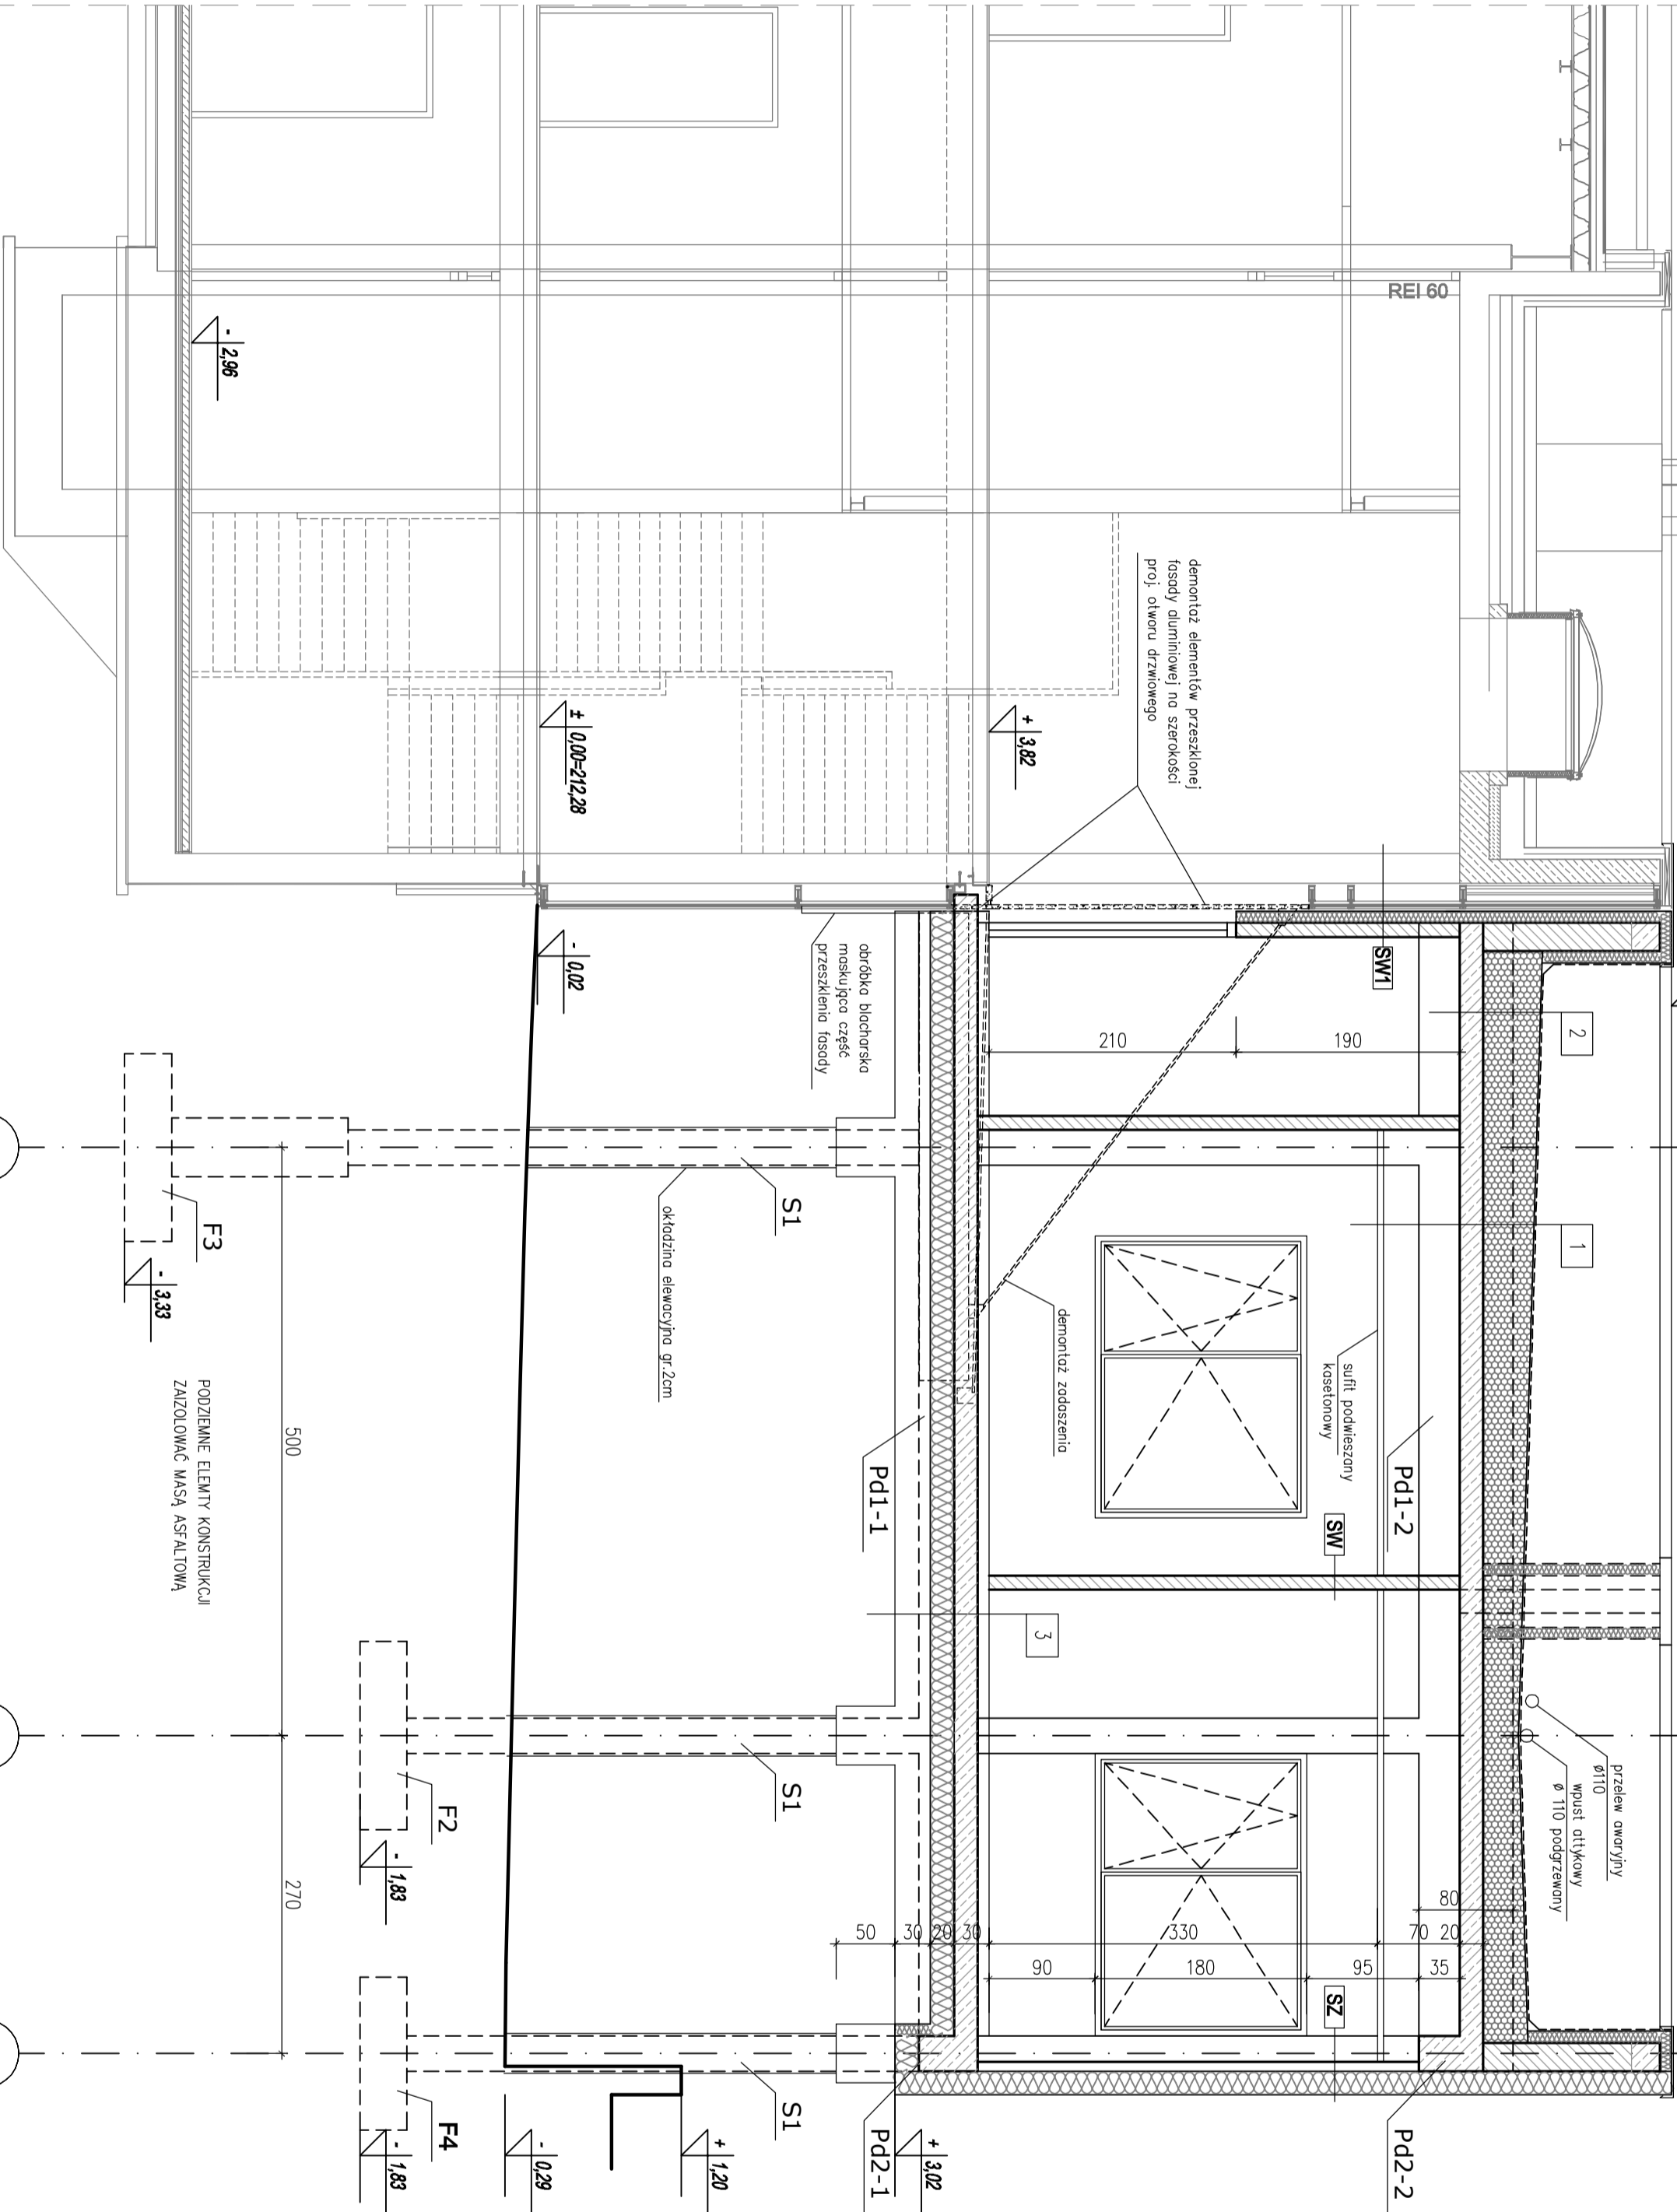 REI 60
- 2,96
demontaż elementów przeszklonej
fasady aluminiowej na szerokości
proj. otworu drzwiowego
+ 3,82
± 0,00=212,28
SW1
2
210
190
obróbka blacharska
maskująca część
przeszklenia fasady
- 0,02
1
S1
okładzina elewacyjna gr.2cm
F3
- 3,33
demontaż zadaszenia
sufit podwieszany
kasetonowy
Pd1-2
Pd1-1
SW
PODZIEMNE ELEMTY KONSTRUKCJI
ZAIZOLOWAĆ MASĄ ASFALTOWĄ
500
3
przelew awaryjny
ø110
wpust attykowy
ø 110 podgrzewany
S1
F2
- 1,83
270
80
50
30
20
30
330
70
20
90
180
95
35
SZ
S1
F4
- 1,83
- 0,29
+ 1,20
+ 3,02
Pd2-1
Pd2-2